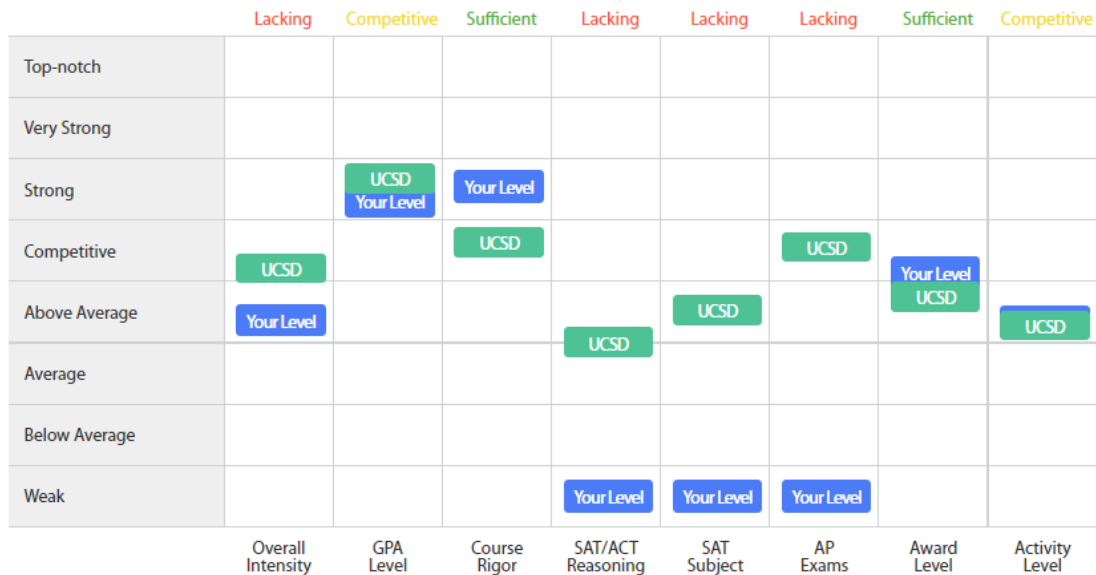 Lacking Competitive Sufficient Lacking Lacking Lacking Sufficient Competitive
Top-notch
Very Strong
Strong
UCSD
Your Level
Your Level
Competitive
UCSD
UCSD
UCSD
Your Level
Above Average
Your Level
UCSD
UCSD
UCSD
UCSD
Average
Below Average
Weak
Your Level
Your Level
Your Level
Overall
Intensity
GPA
Level
Course
Rigor
SAT/ACT
Reasoning
SAT
Subject
AP
Exams
Award
Level
Activity
Level